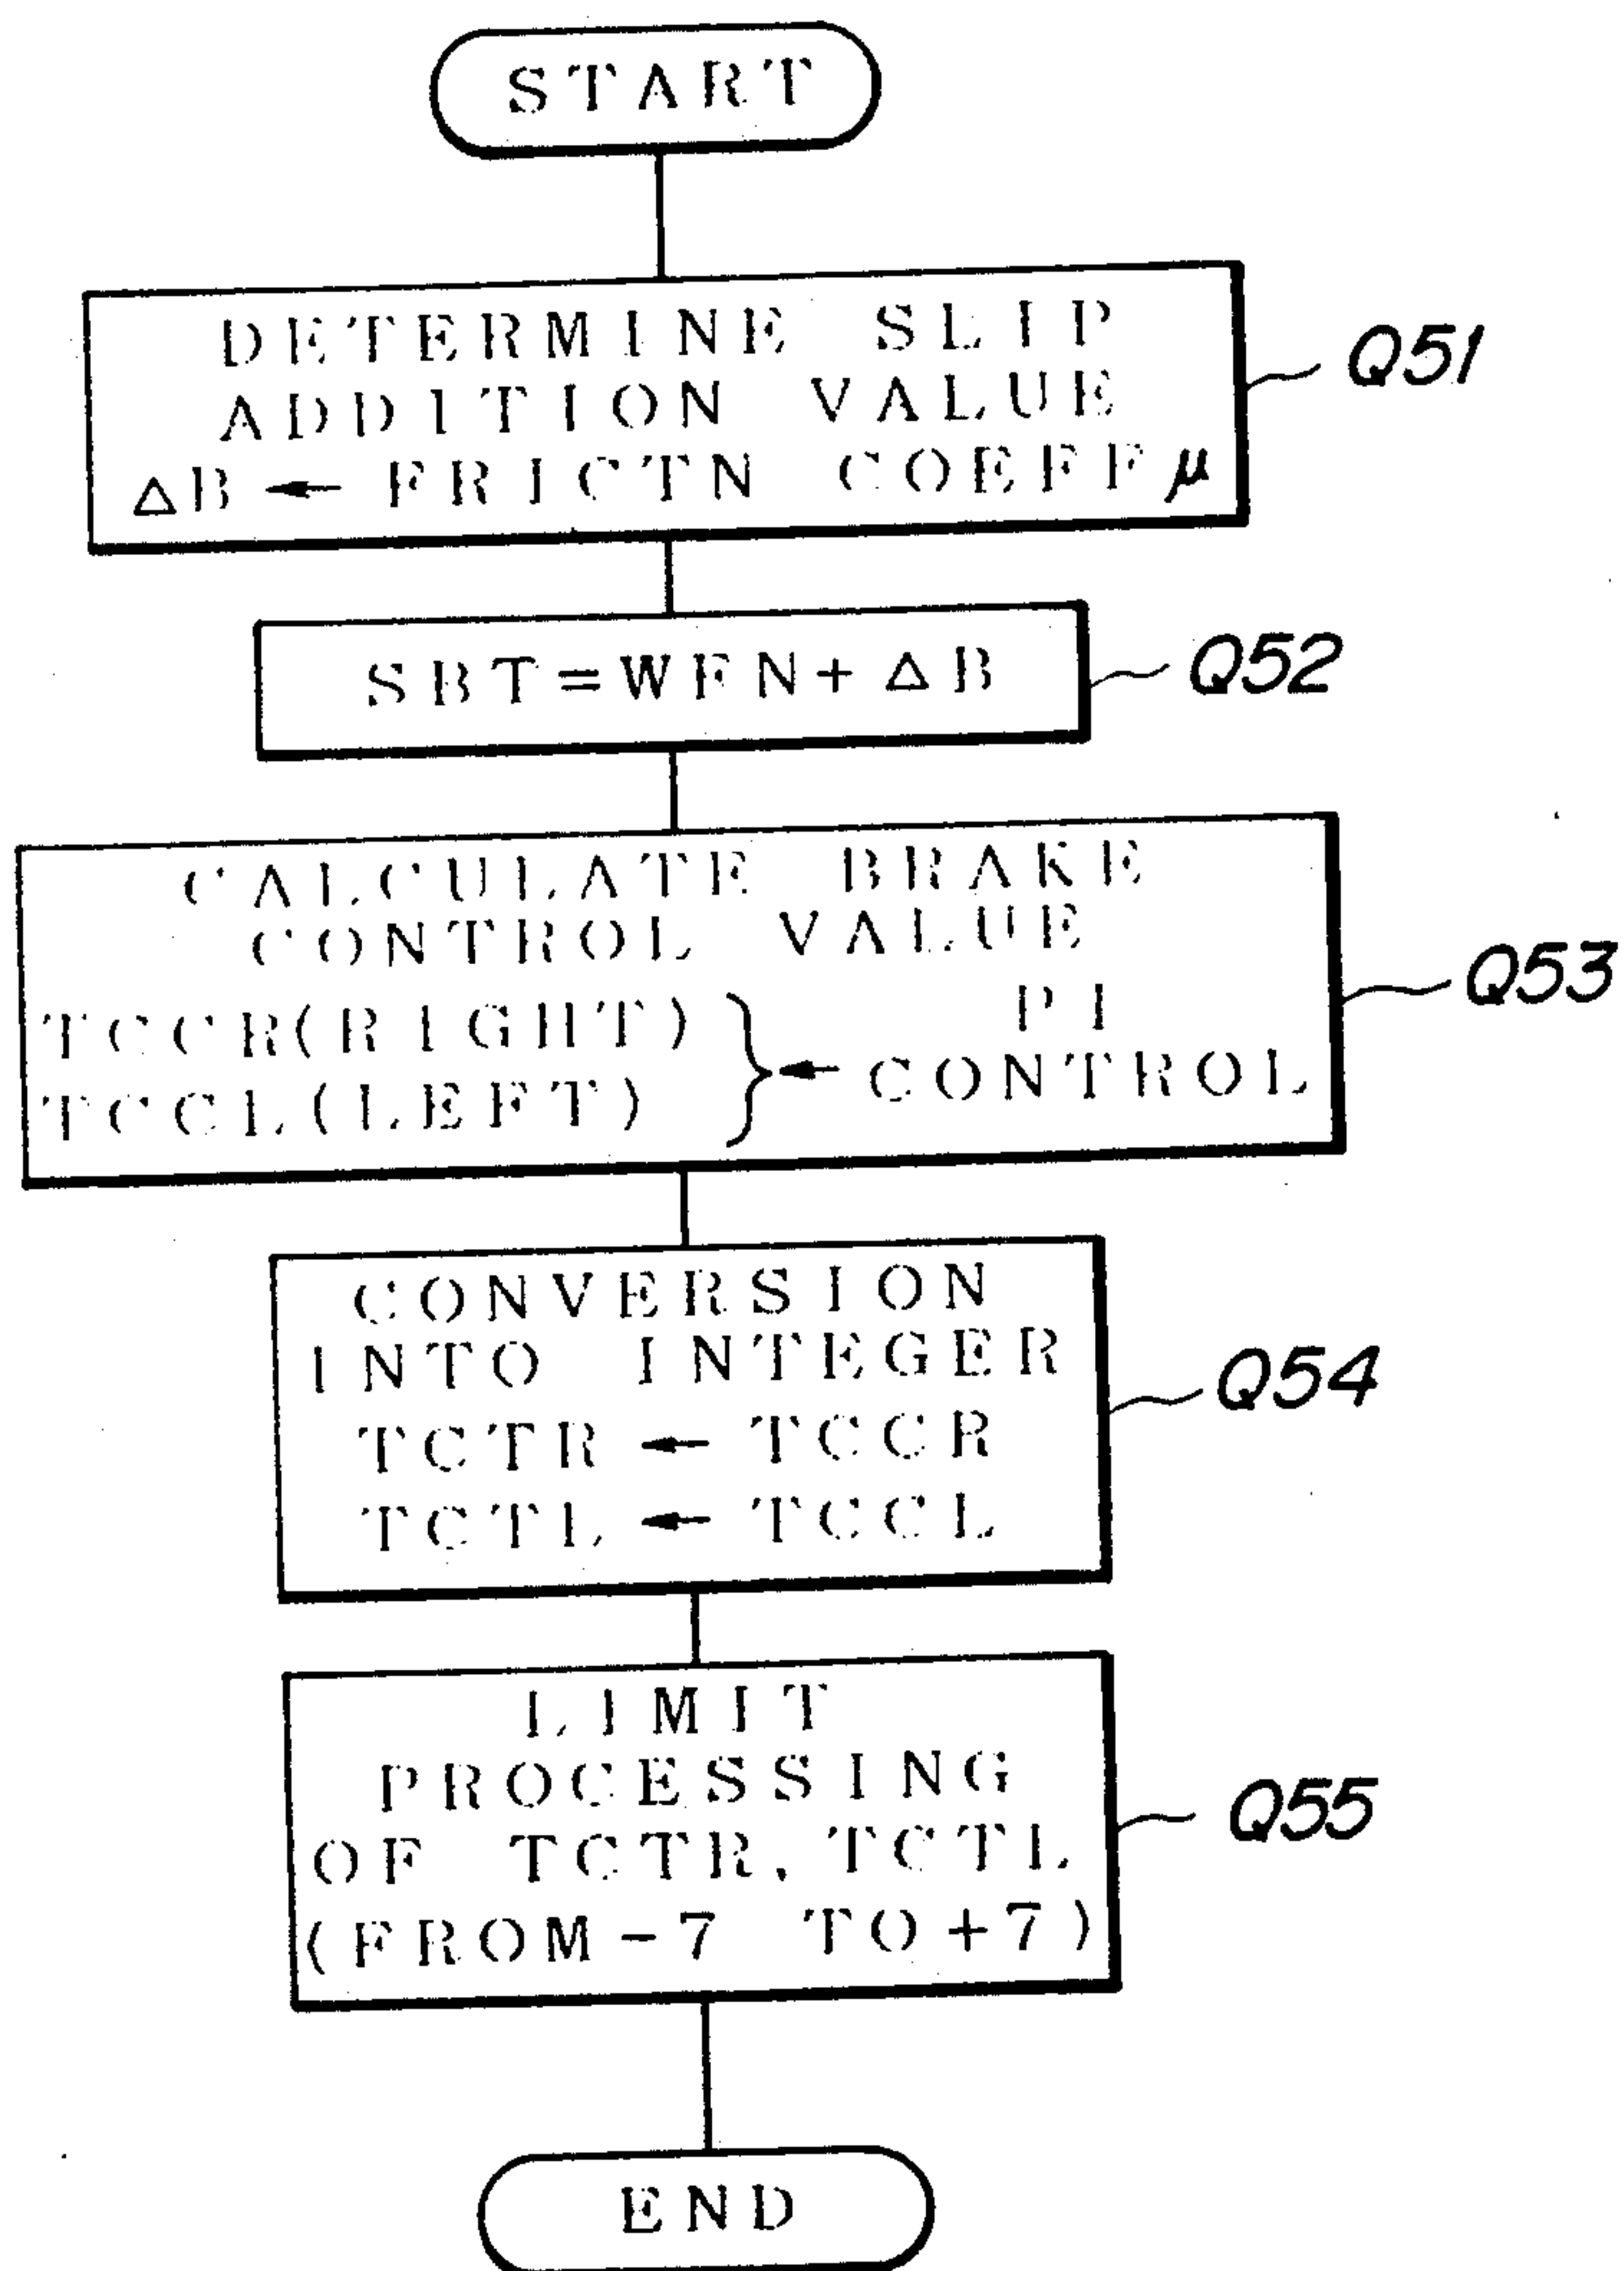 START
DETERMINE SLIP
ADDITION VALUE
ΔB ← FRICTN COEFF μ
Q51
SBT=WFN+ΔB
Q52
CALCULATE BRAKE
CONTROL VALUE
TCCR(RIGHT)
TCCL(LEFT)
} ← PI
CONTROL
Q53
CONVERSION
INTO INTEGER
TCTR ← TCCR
TCTL ← TCCL
Q54
LIMIT
PROCESSING
OF TCTR, TCTL
(FROM-7 TO+7)
Q55
END